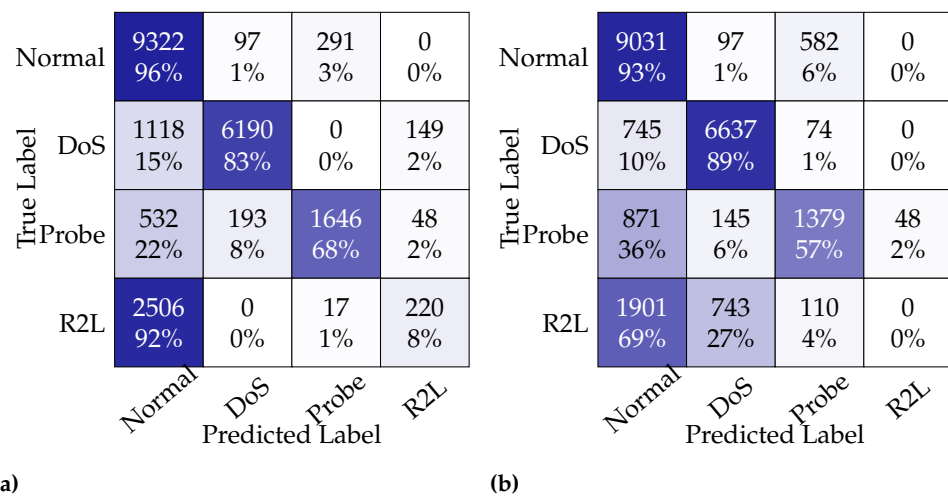 Normal 9322 97 291 0
96% 1% 3% 0%
DoS 1118 6190 0 149
15% 83% 0% 2%
Probe 532 193 1646 48
22% 8% 68% 2%
R2L 2506 0 17 220
92% 0% 1% 8%
True Label
Normal DoS Probe R2L
Predicted Label
a)
Normal 9031 97 582 0
93% 1% 6% 0%
DoS 745 6637 74 0
10% 89% 1% 0%
Probe 871 145 1379 48
36% 6% 57% 2%
R2L 1901 743 110 0
69% 27% 4% 0%
True Label
Normal DoS Probe R2L
Predicted Label
(b)